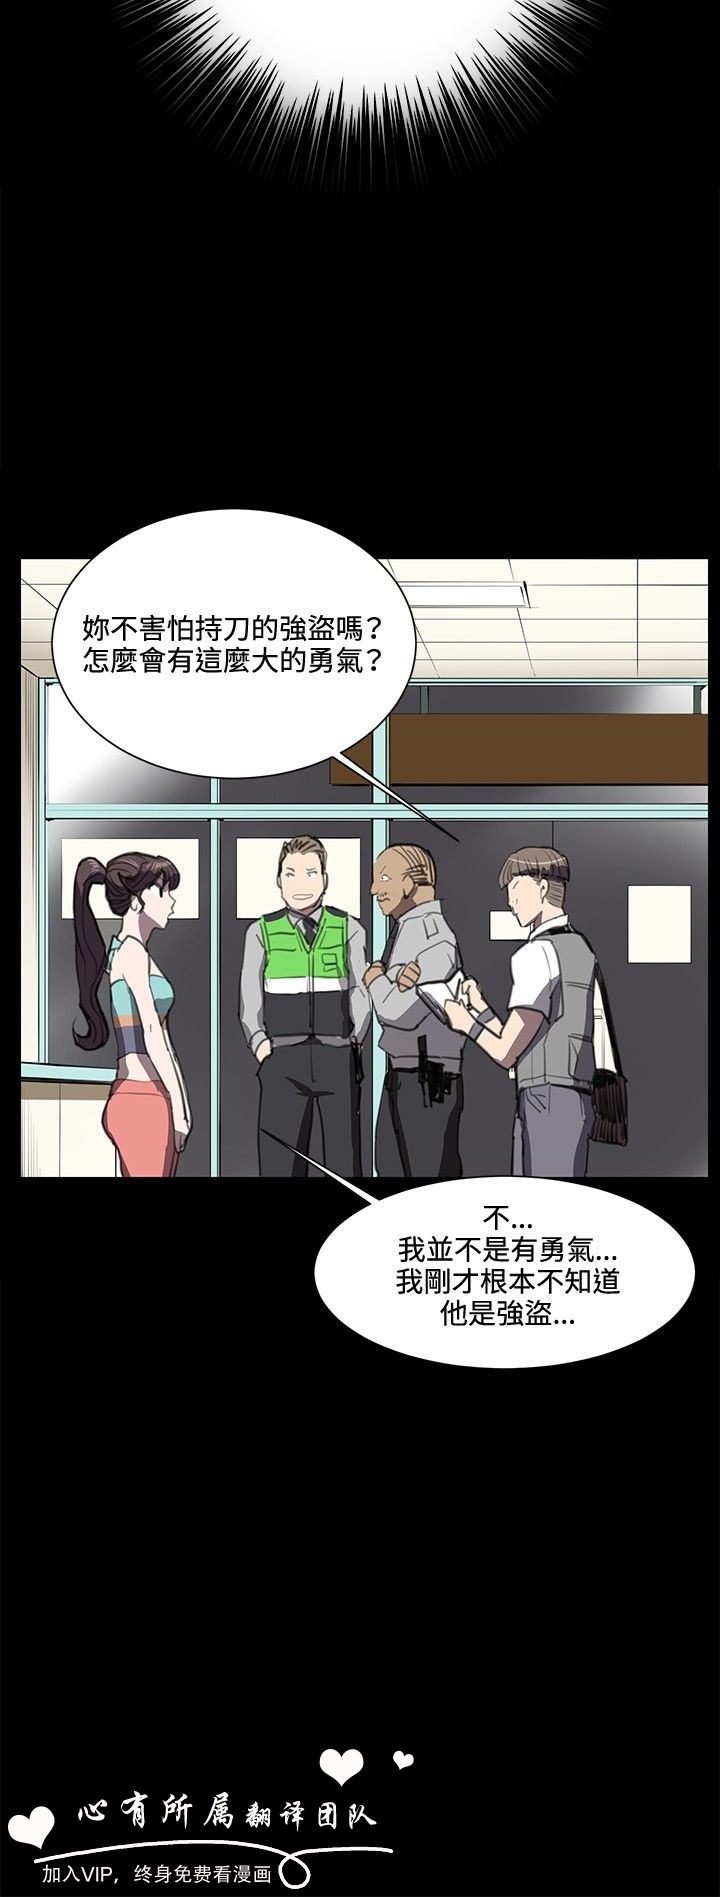 妳不害怕持刀的強盜嗎？
怎麼會有這麼大的勇氣？
不...
我並不是有勇氣...
我剛才根本不知道
他是強盜...
心有所属翻译团队
加入VIP，终身免费看漫画